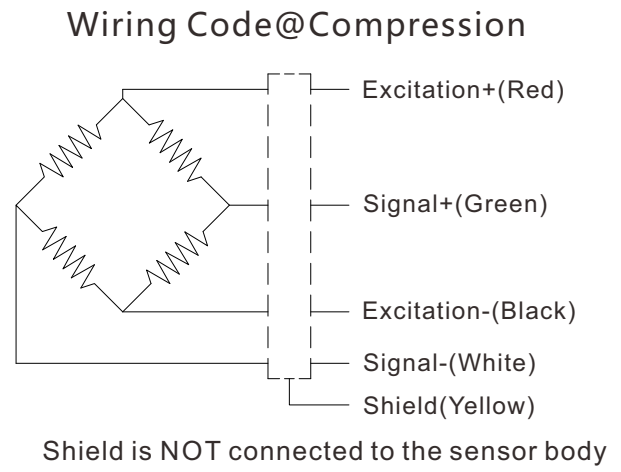 Wiring Code@Compression
Excitation+(Red)
Signal+(Green)
Excitation-(Black)
Signal-(White)
Shield(Yellow)
Shield is NOT connected to the sensor body